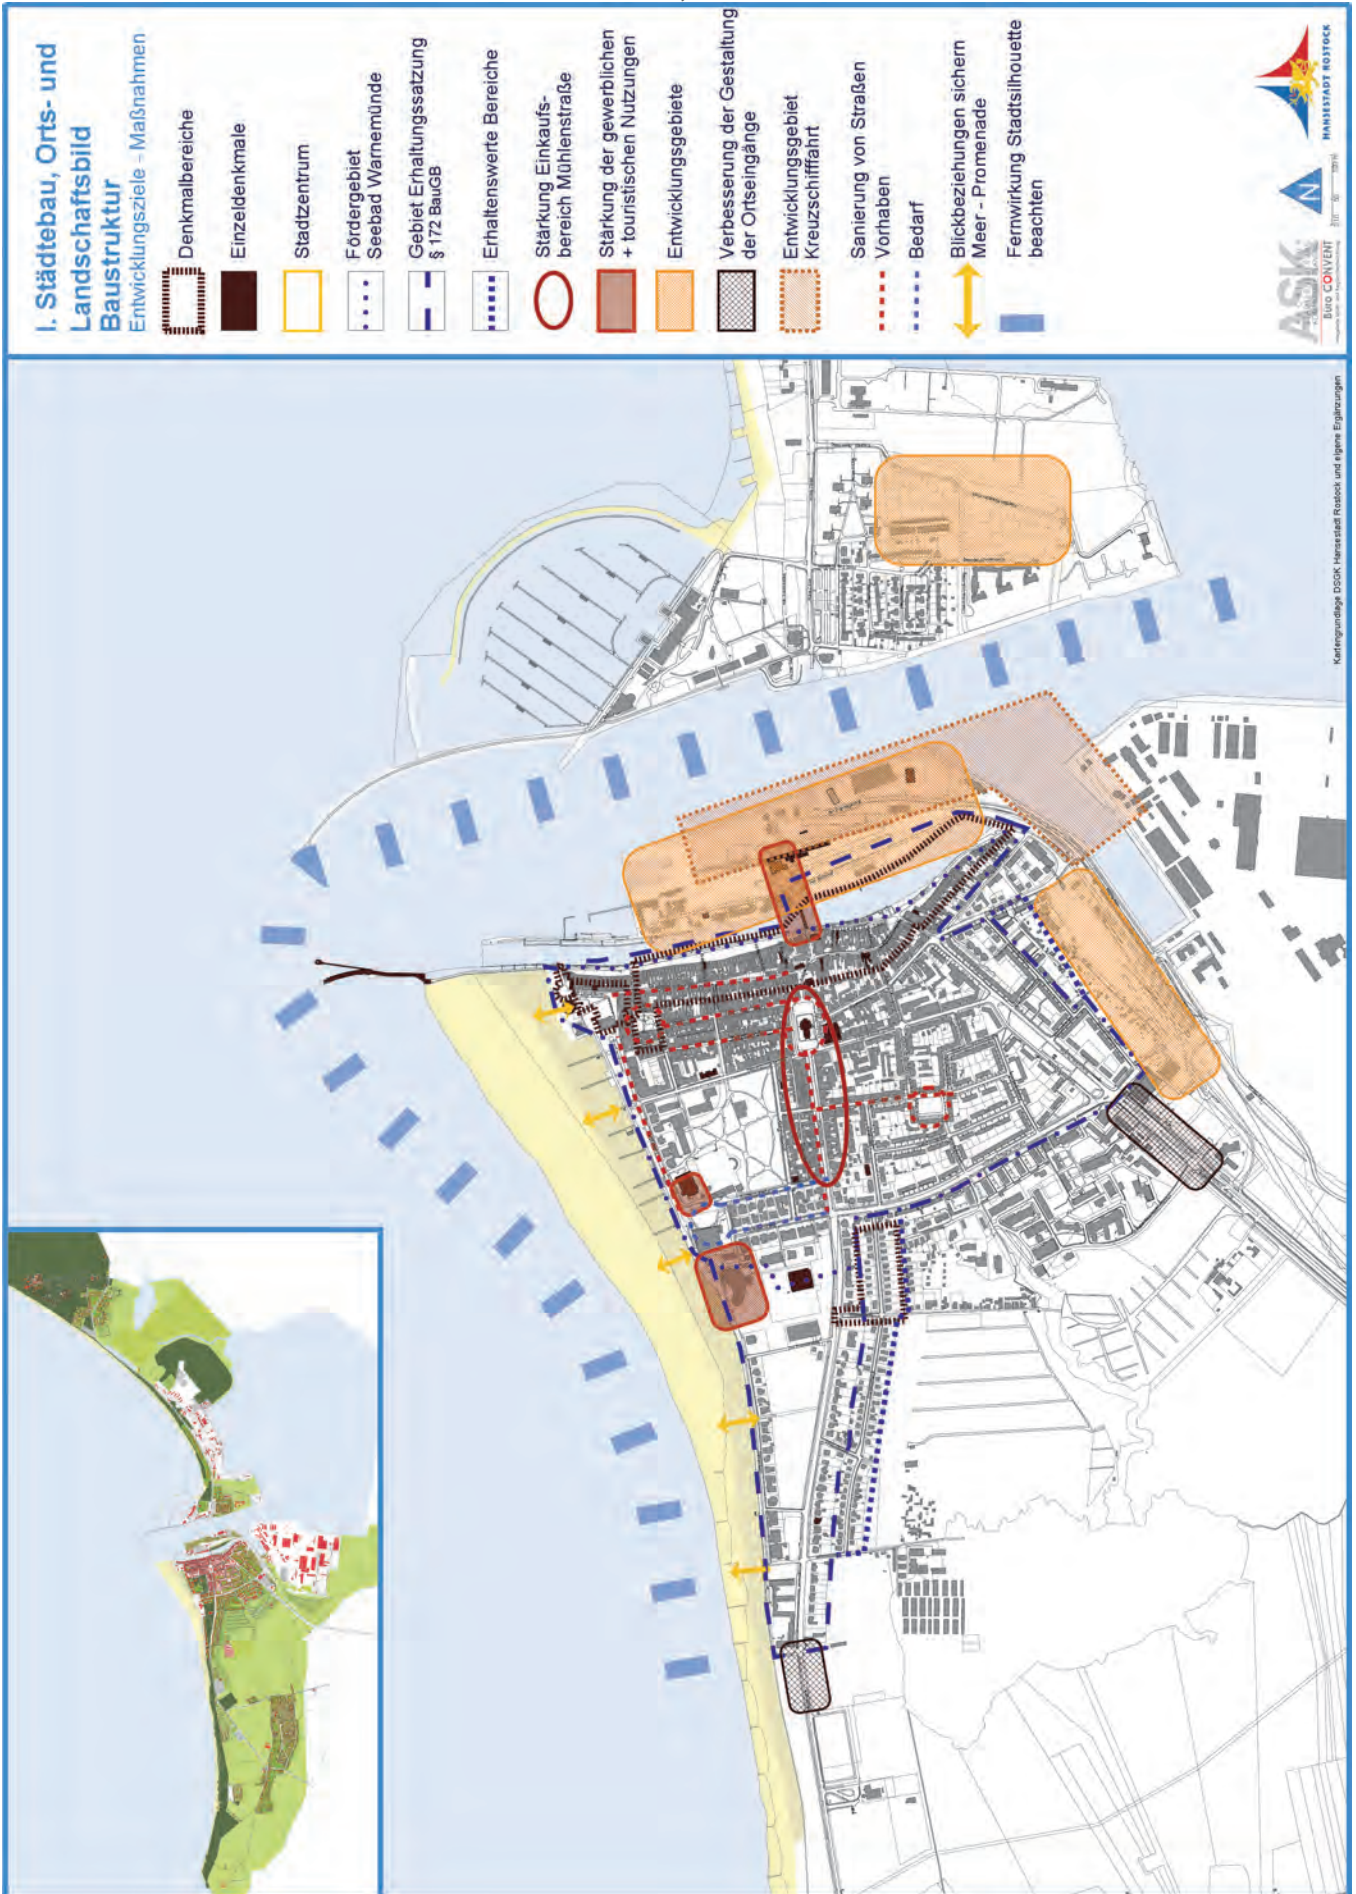 I. Städtebau, Orts- und
Landschaftsbild
Baustruktur
Entwicklungsziele - Maßnahmen
Denkmalbereiche
Einzeldenkmale
Stadtzentrum
Fördergebiet
Seebad Warnemünde
Gebiet Erhaltungssatzung
§ 172 BauGB
Erhaltenswerte Bereiche
Stärkung Einkaufs-
bereich Mühlenstraße
Stärkung der gewerblichen
+ touristischen Nutzungen
Entwicklungsgebiete
Verbesserung der Gestaltung
der Ortseingänge
Entwicklungsgebiet
Kreuzschifffahrt
Sanierung von Straßen
Vorhaben
Bedarf
Blickbeziehungen sichern
Meer - Promenade
Fernwirkung Stadtsilhouette
beachten
ASK
Büro CONVENT
N
HANSESTADT ROSTOCK
Kartengrundlage DSGK Hansestadt Rostock und eigene Ergänzungen